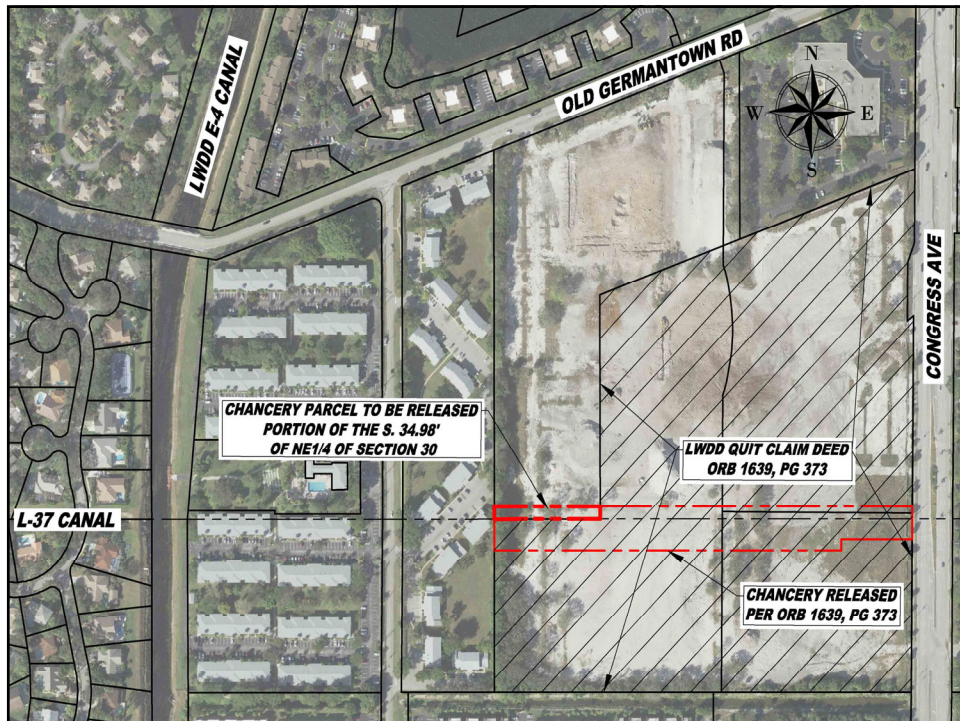 LWDD E-4 CANAL
OLD GERMANTOWN RD
N
W E
S
CONGRESS AVE
CHANCERY PARCEL TO BE RELEASED
PORTION OF THE S. 34.98'
OF NE1/4 OF SECTION 30
LWDD QUIT CLAIM DEED
ORB 1639, PG 373
L-37 CANAL
CHANCERY RELEASED
PER ORB 1639, PG 373